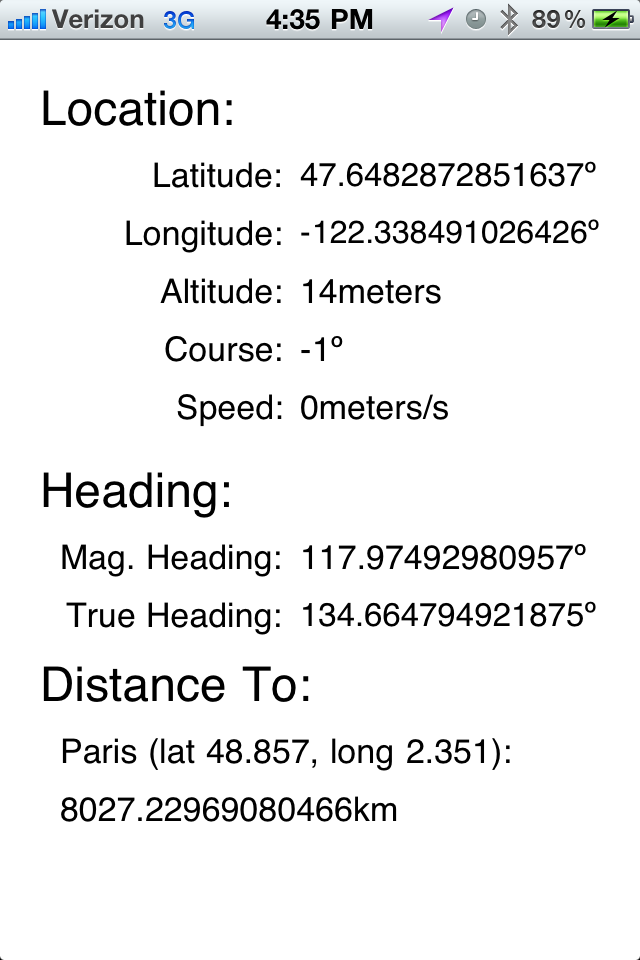 Verizon 3G 4:35 PM 89%
Location:
Latitude: 47.6482872851637º
Longitude: -122.338491026426º
Altitude: 14meters
Course: -1º
Speed: 0meters/s
Heading:
Mag. Heading: 117.97492980957º
True Heading: 134.664794921875º
Distance To:
Paris (lat 48.857, long 2.351):
8027.22969080466km